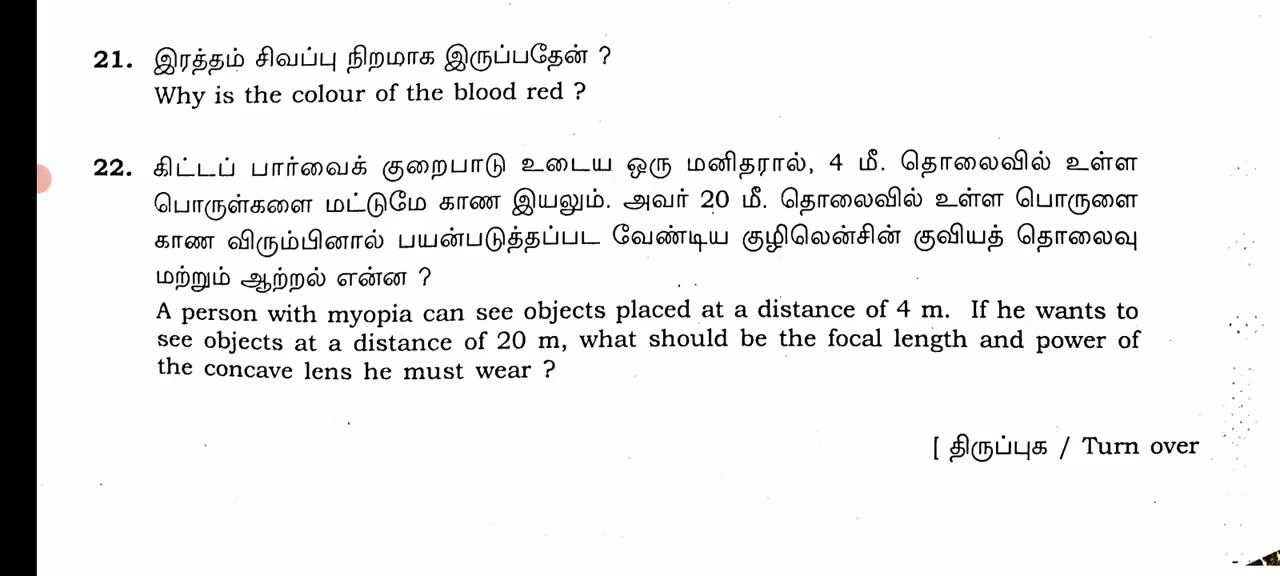 21. இரத்தம் சிவப்பு நிறமாக இருப்பதேன் ?
Why is the colour of the blood red ?
22. கிட்டப் பார்வைக் குறைபாடு உடைய ஒரு மனிதரால், 4 மீ. தொலைவில் உள்ள
பொருள்களை மட்டுமே காண இயலும். அவர் 20 மீ. தொலைவில் உள்ள பொருளை
காண விரும்பினால் பயன்படுத்தப்பட வேண்டிய குழிலென்சின் குவியத் தொலைவு
மற்றும் ஆற்றல் என்ன ?
A person with myopia can see objects placed at a distance of 4 m. If he wants to
see objects at a distance of 20 m, what should be the focal length and power of
the concave lens he must wear ?
[ திருப்புக / Turn over